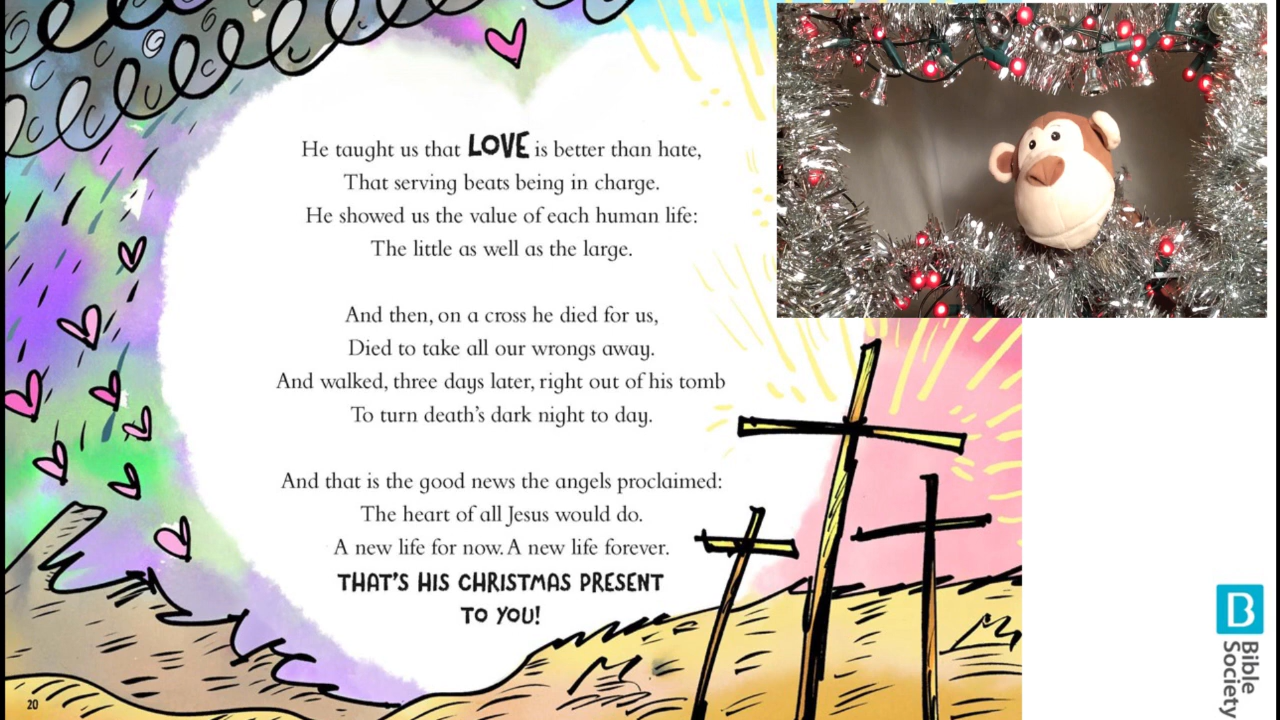 He taught us that LOVE is better than hate,
That serving beats being in charge.
He showed us the value of each human life:
The little as well as the large.
And then, on a cross he died for us,
Died to take all our wrongs away.
And walked, three days later, right out of his tomb
To turn death's dark night to day.
And that is the good news the angels proclaimed:
The heart of all Jesus would do.
A new life for now. A new life forever.
THAT'S HIS CHRISTMAS PRESENT
TO YOU!
20
B
Bible
Society